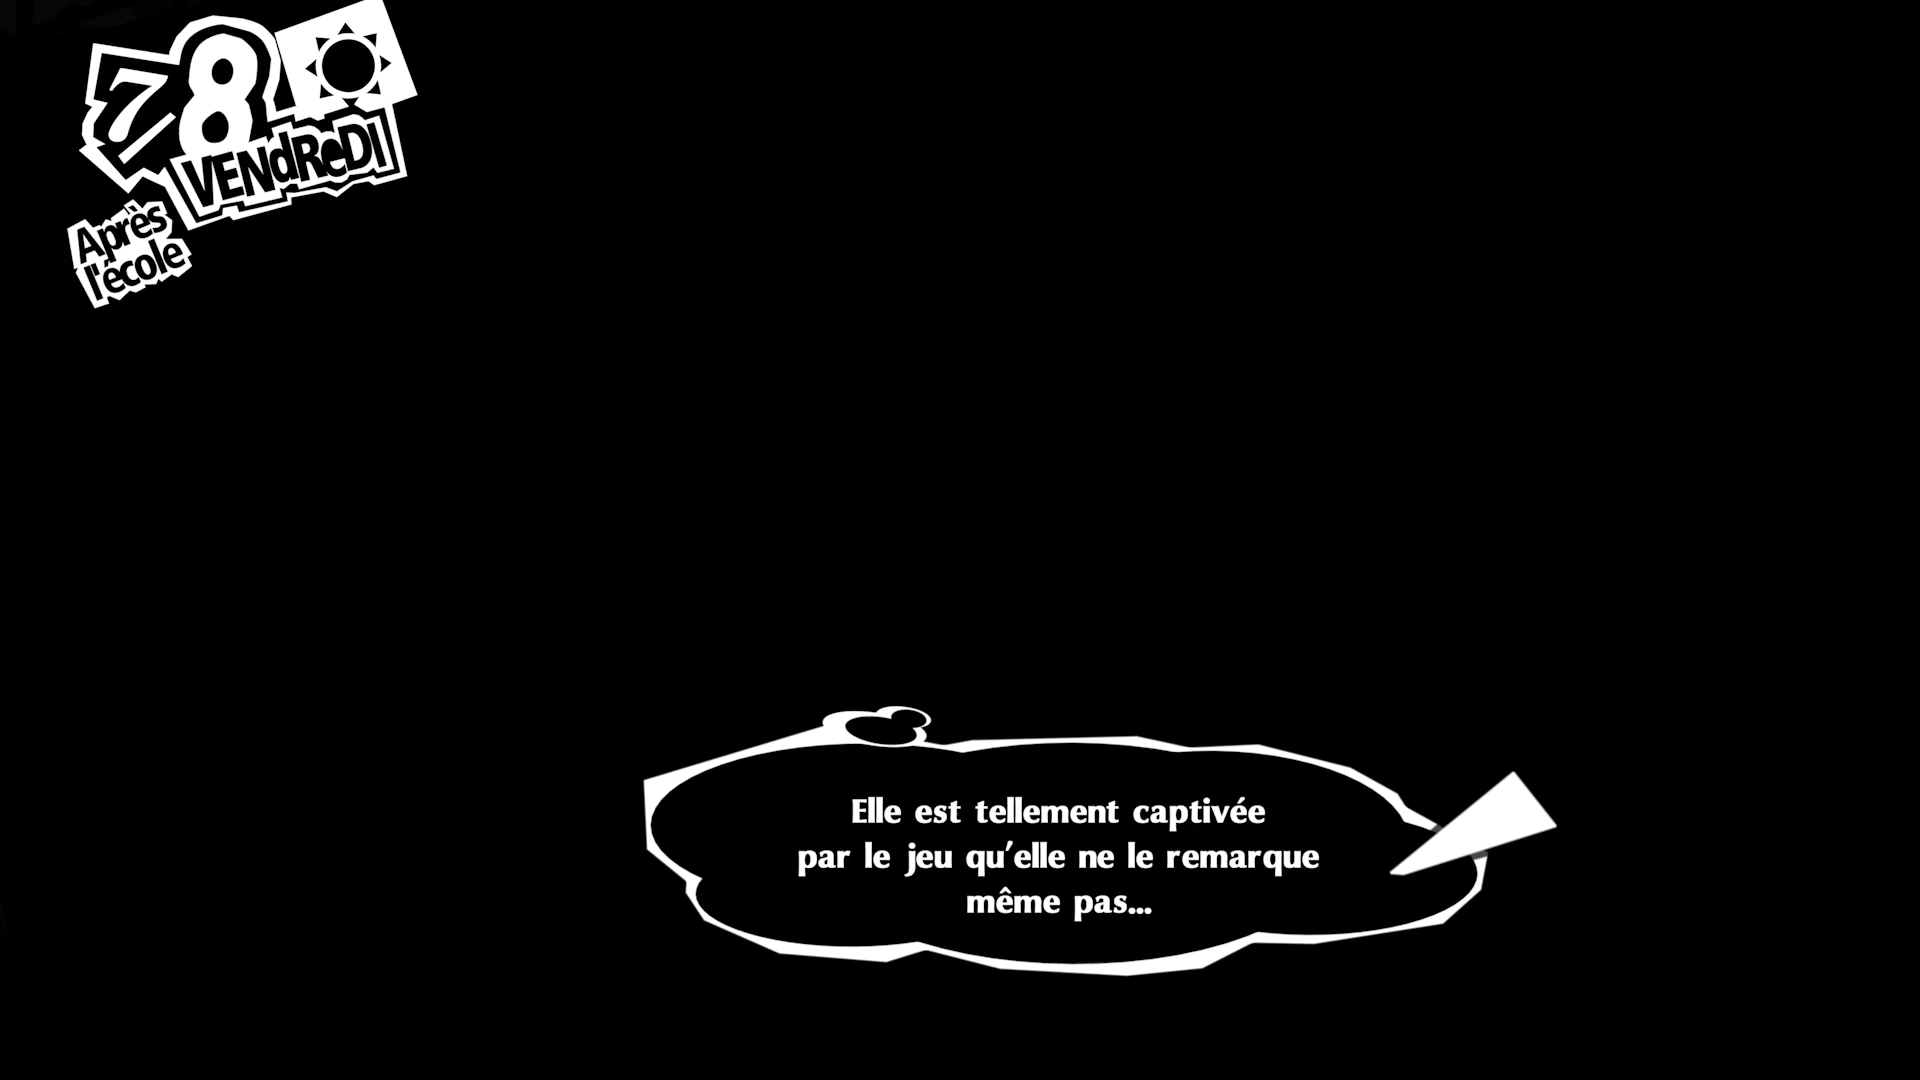 7/8
VENdReDI
Après
l'école
Elle est tellement captivée
par le jeu qu'elle ne le remarque
même pas...